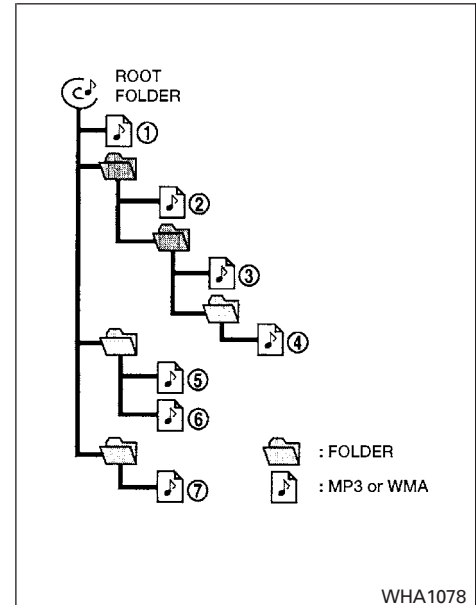 ROOT
FOLDER
①
②
③
④
⑤
⑥
⑦
: FOLDER
: MP3 or WMA
WHA1078